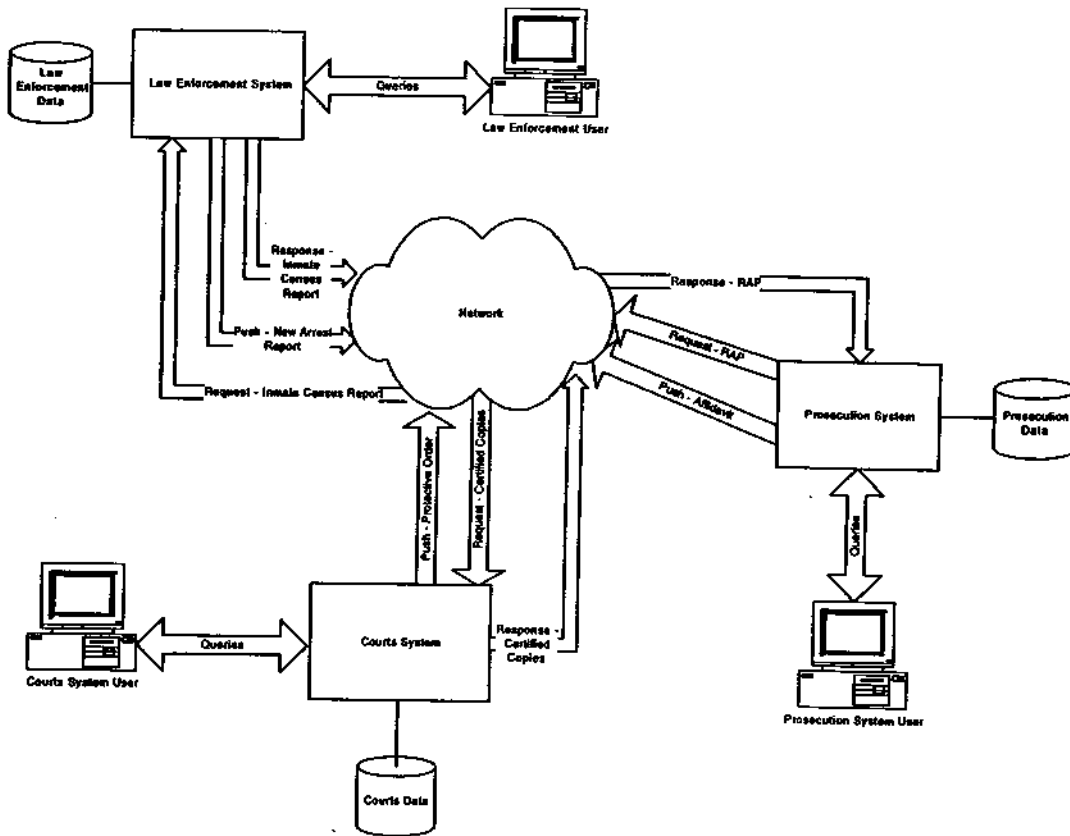 Law
Enforcement
Data
Law Enforcement System
Queries
Law Enforcement User
Response -
Inmate
Census
Report
Push - New Arrest
Report
Request - Inmate Census Report
Network
Response - RAP
Request - RAP
Push - Affidavit
Prosecution System
Prosecution
Data
Queries
Prosecution System User
Push - Protective Order
Request - Certified Copies
Response -
Certified
Copies
Courts System
Queries
Courts System User
Courts Data